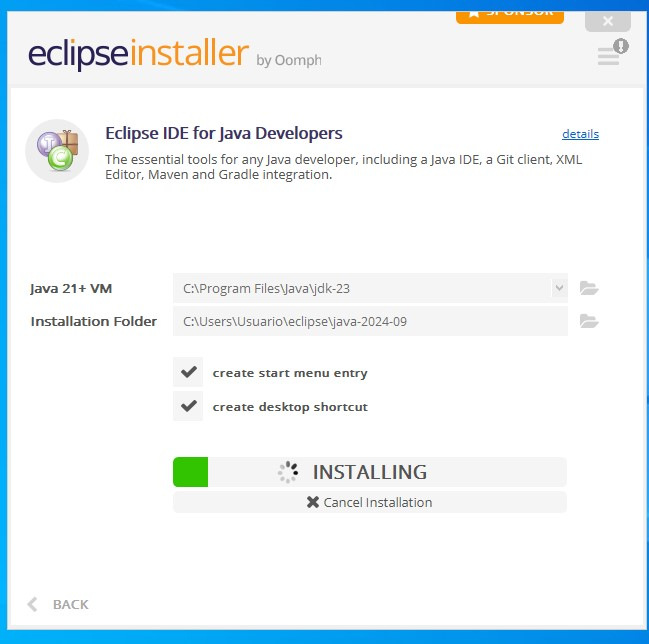 SPONSOR
eclipseinstaller by Oomph
Eclipse IDE for Java Developers
details
The essential tools for any Java developer, including a Java IDE, a Git client, XML
Editor, Maven and Gradle integration.
Java 21+ VM
C:\Program Files\Java\jdk-23
Installation Folder
C:\Users\Usuario\eclipse\java-2024-09
create start menu entry
create desktop shortcut
INSTALLING
Cancel Installation
BACK